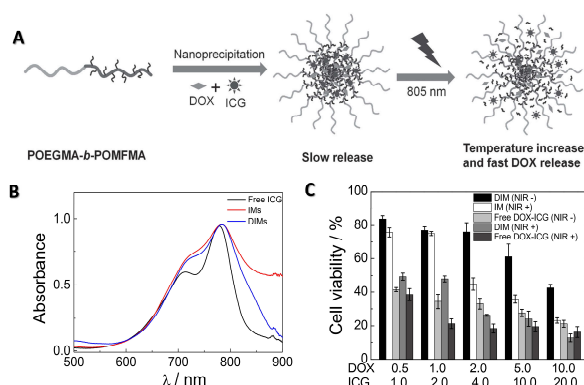 A
Nanoprecipitation
DOX + ICG
805 nm
POEGMA-b-POMFMA
Slow release
Temperature increase
and fast DOX release
B
Free ICG
IMs
DIMs
1.0
0.5
0.0
Absorbance
500 600 700 800 900
λ / nm
C
DIM (NIR -)
IM (NIR +)
Free DOX-ICG (NIR -)
DIM (NIR +)
Free DOX-ICG (NIR +)
100
80
60
40
20
0
Cell viability / %
DOX 0.5 1.0 2.0 5.0 10.0
ICG 1.0 2.0 4.0 10.0 20.0